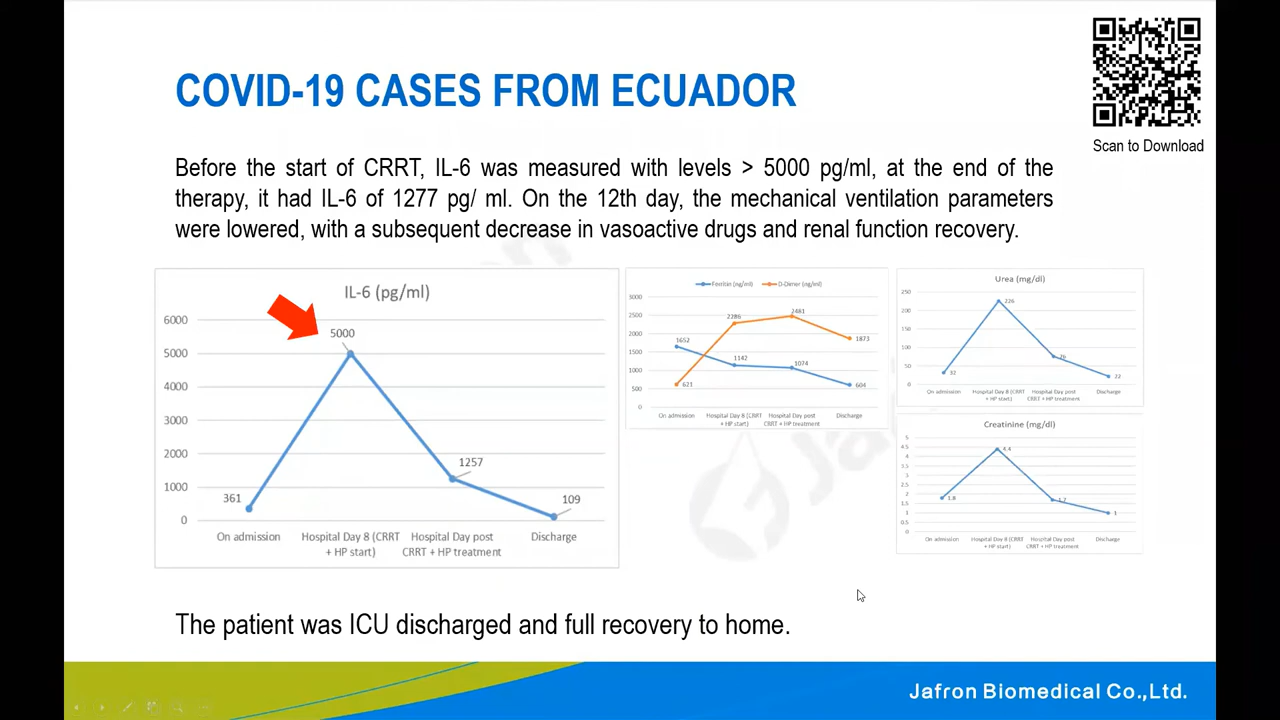 COVID-19 CASES FROM ECUADOR
Scan to Download
Before the start of CRRT, IL-6 was measured with levels > 5000 pg/ml, at the end of the
therapy, it had IL-6 of 1277 pg/ ml. On the 12th day, the mechanical ventilation parameters
were lowered, with a subsequent decrease in vasoactive drugs and renal function recovery.
IL-6 (pg/ml)
6000
5000
4000
3000
2000
1000
0
361
5000
1257
109
On admission
Hospital Day 8 (CRRT
+ HP start)
Hospital Day post
CRRT + HP treatment
Discharge
Ferritin (ng/ml)
D-Dimer (ng/ml)
3000
2500
2000
1500
1000
500
0
1652
1142
1074
604
621
2286
2481
1873
On admission
Hospital Day 8 (CRRT
+ HP start)
Hospital Day post
CRRT + HP treatment
Discharge
Urea (mg/dl)
250
200
150
100
50
0
32
226
76
22
On admission
Hospital Day 8 (CRRT
+ HP start)
Hospital Day post
CRRT + HP treatment
Discharge
Creatinine (mg/dl)
5
4.5
4
3.5
3
2.5
2
1.5
1
0.5
0
1.8
4.4
1.7
1
On admission
Hospital Day 8 (CRRT
+ HP start)
Hospital Day post
CRRT + HP treatment
Discharge
The patient was ICU discharged and full recovery to home.
Jafron Biomedical Co.,Ltd.